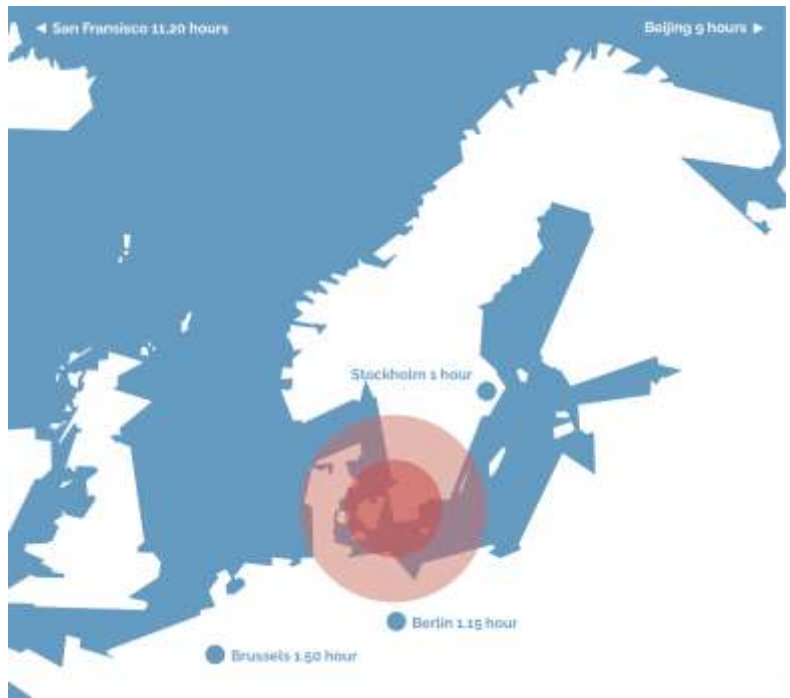 ◄ San Fransisco 11.20 hours
Beijing 9 hours ►
Stockholm 1 hour
Berlin 1.15 hour
Brussels 1.50 hour